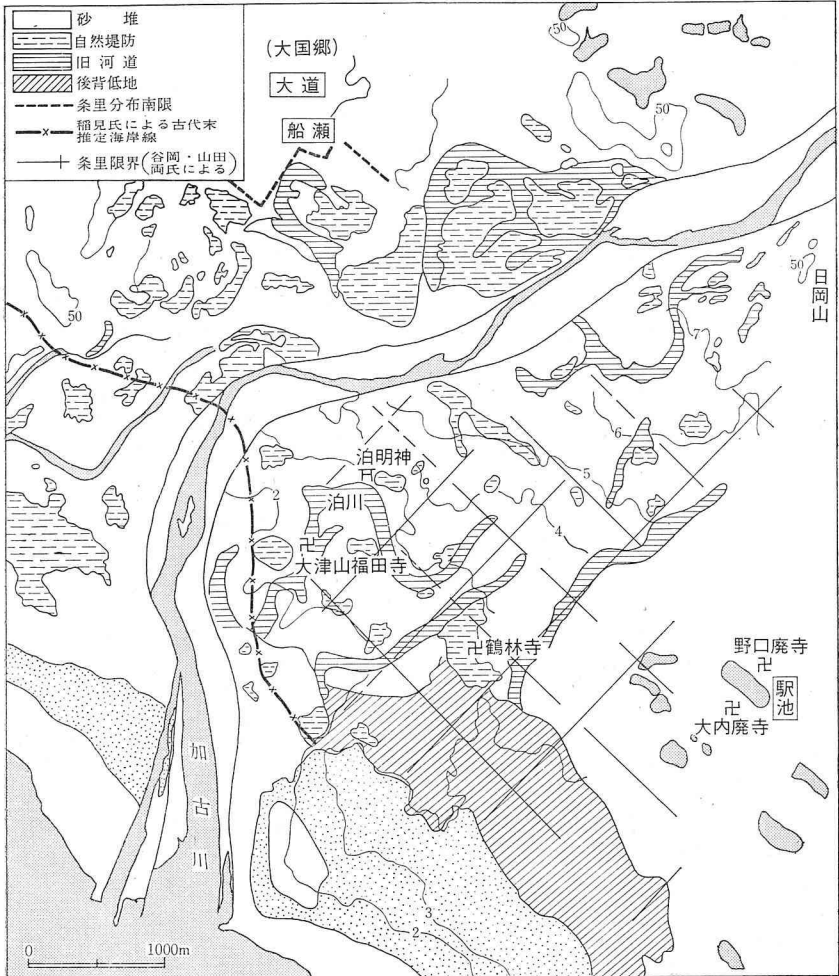 砂堆
自然堤防
旧河道
後背低地
条里分布南限
稲見氏による古代末
推定海岸線
条里限界(谷岡・山田
両氏による)
(大国郷)
大道
船瀬
50
50
50
50
日岡山
7
6
5
4
泊明神
2
泊川
卍
大津山福田寺
卍鶴林寺
野口廃寺
卍
駅池
卍
大内廃寺
加古川
3
2
0 1000m